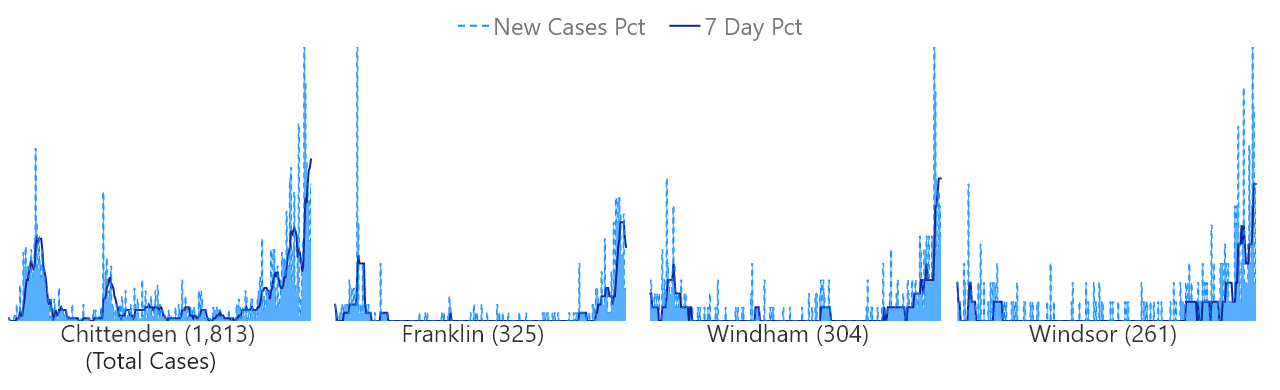 New Cases Pct 7 Day Pct
Chittenden (1,813) Franklin (325) Windham (304) Windsor (261)
(Total Cases)